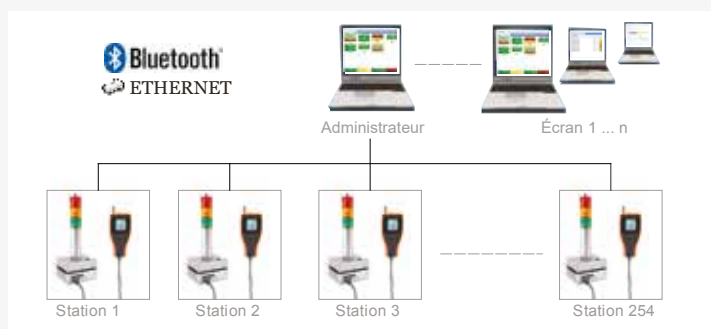 Bluetooth
ETHERNET
Administrateur
Écran 1 ... n
Station 1
Station 2
Station 3
Station 254